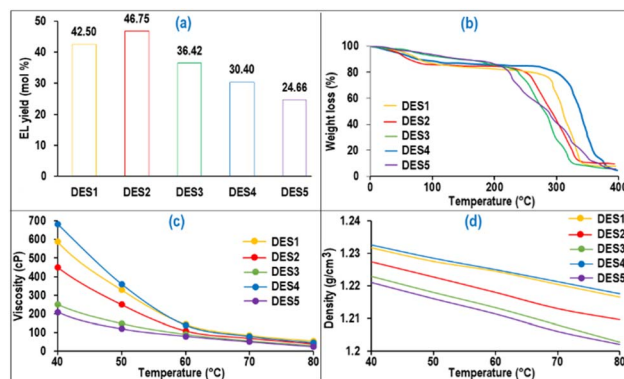 (a)
EL yield (mol %)
50
40
30
20
10
0
42.50
46.75
36.42
30.40
24.66
DES1 DES2 DES3 DES4 DES5
(b)
Weight loss (%)
100
80
60
40
20
0
DES1
DES2
DES3
DES4
DES5
0 100 200 300 400
Temperature (°C)
(c)
Viscosity (cP)
700
600
500
400
300
200
100
0
DES1
DES2
DES3
DES4
DES5
40 50 60 70 80
Temperature (°C)
(d)
Density (g/cm³)
1.24
1.23
1.22
1.21
1.2
DES1
DES2
DES3
DES4
DES5
40 50 60 70 80
Temperature (°C)